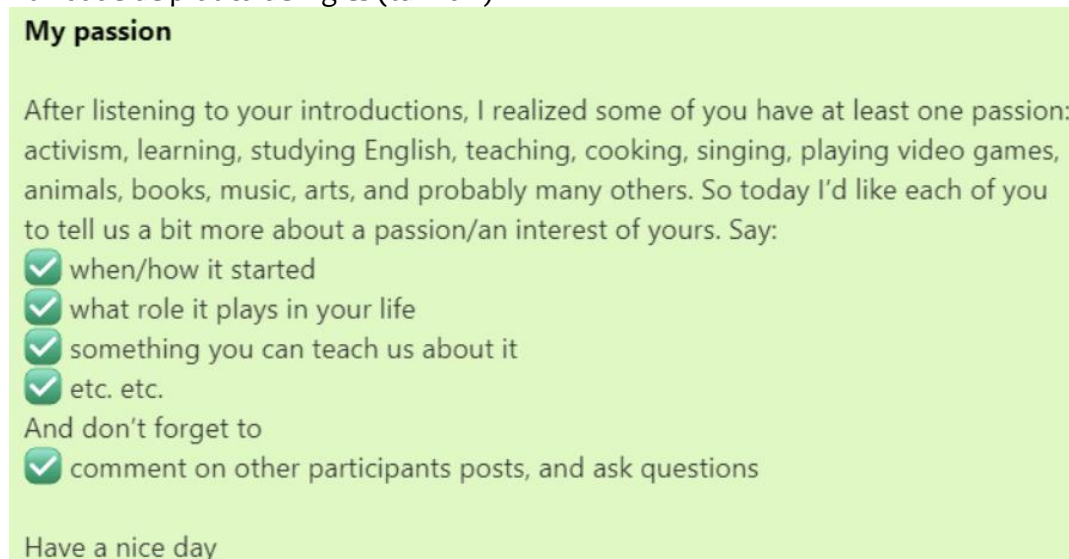 My passion
After listening to your introductions, I realized some of you have at least one passion:
activism, learning, studying English, teaching, cooking, singing, playing video games,
animals, books, music, arts, and probably many others. So today I'd like each of you
to tell us a bit more about a passion/an interest of yours. Say:
✅ when/how it started
✅ what role it plays in your life
✅ something you can teach us about it
✅ etc. etc.
And don't forget to
✅ comment on other participants posts, and ask questions
Have a nice day